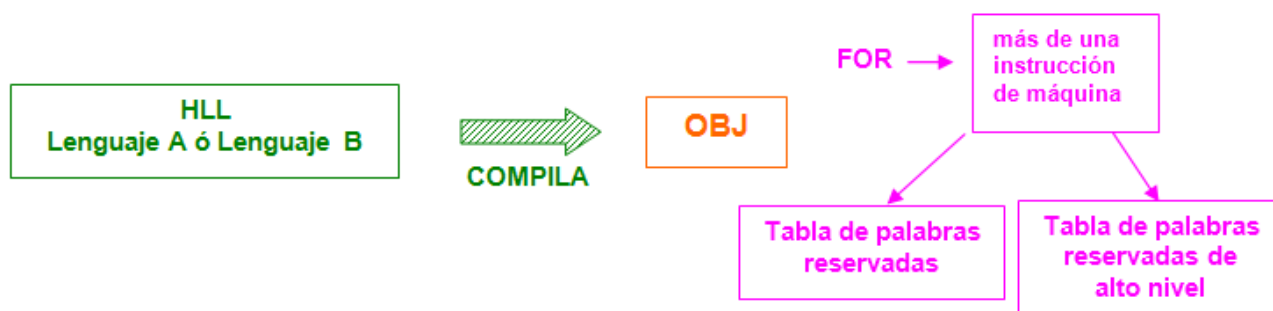 HLL
Lenguaje A ó Lenguaje B
COMPILA
OBJ
FOR
más de una
instrucción
de máquina
Tabla de palabras
reservadas
Tabla de palabras
reservadas de
alto nivel